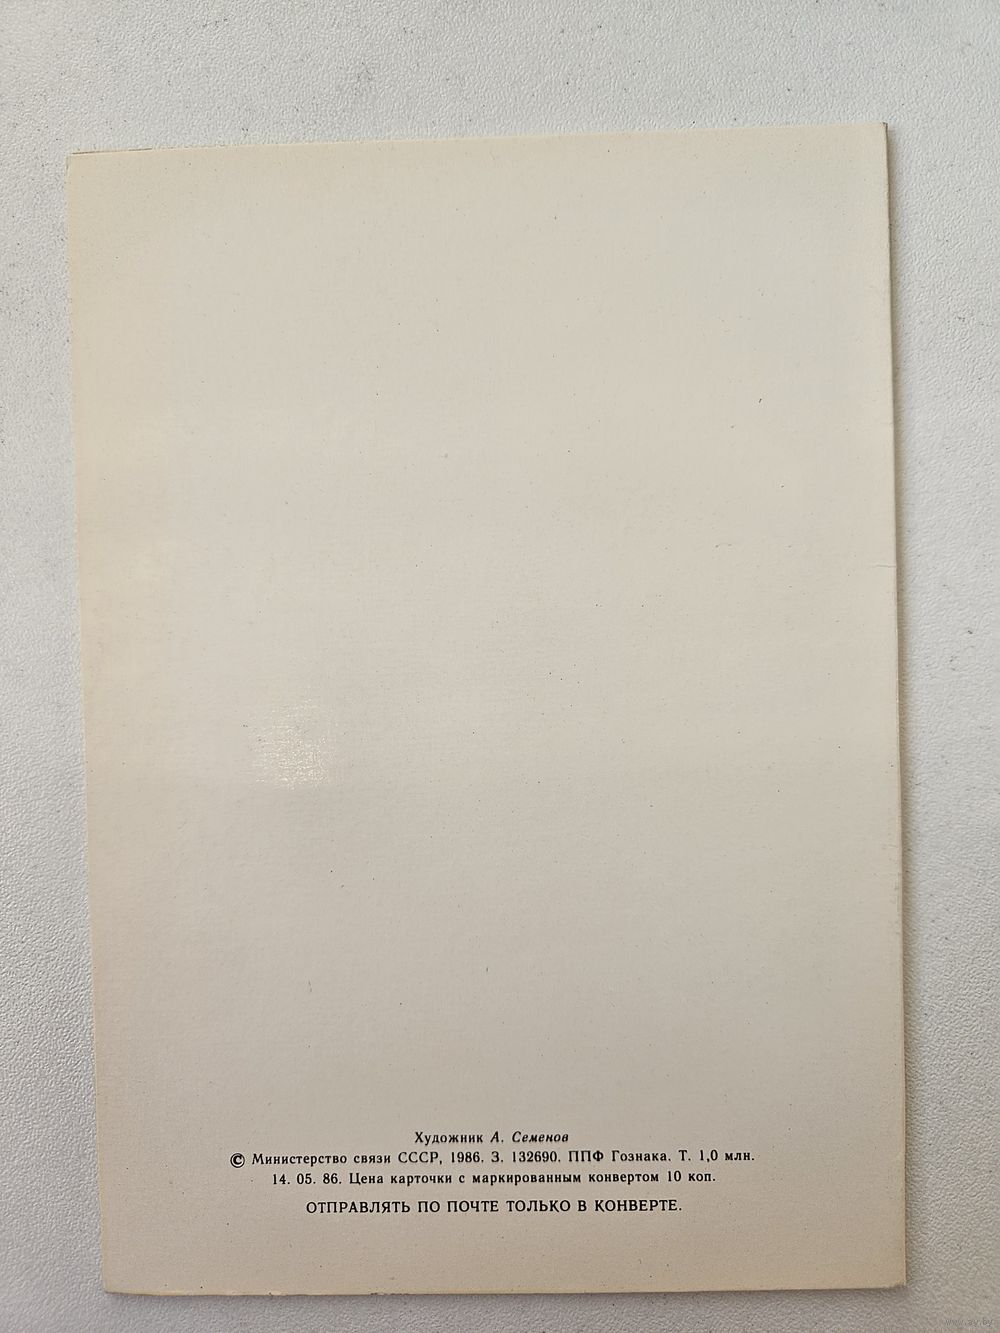 Художник А. Семенов
© Министерство связи СССР, 1986. З. 132690. ППФ Гознака. Т. 1,0 млн.
14. 05. 86. Цена карточки с маркированным конвертом 10 коп.
ОТПРАВЛЯТЬ ПО ПОЧТЕ ТОЛЬКО В КОНВЕРТЕ.